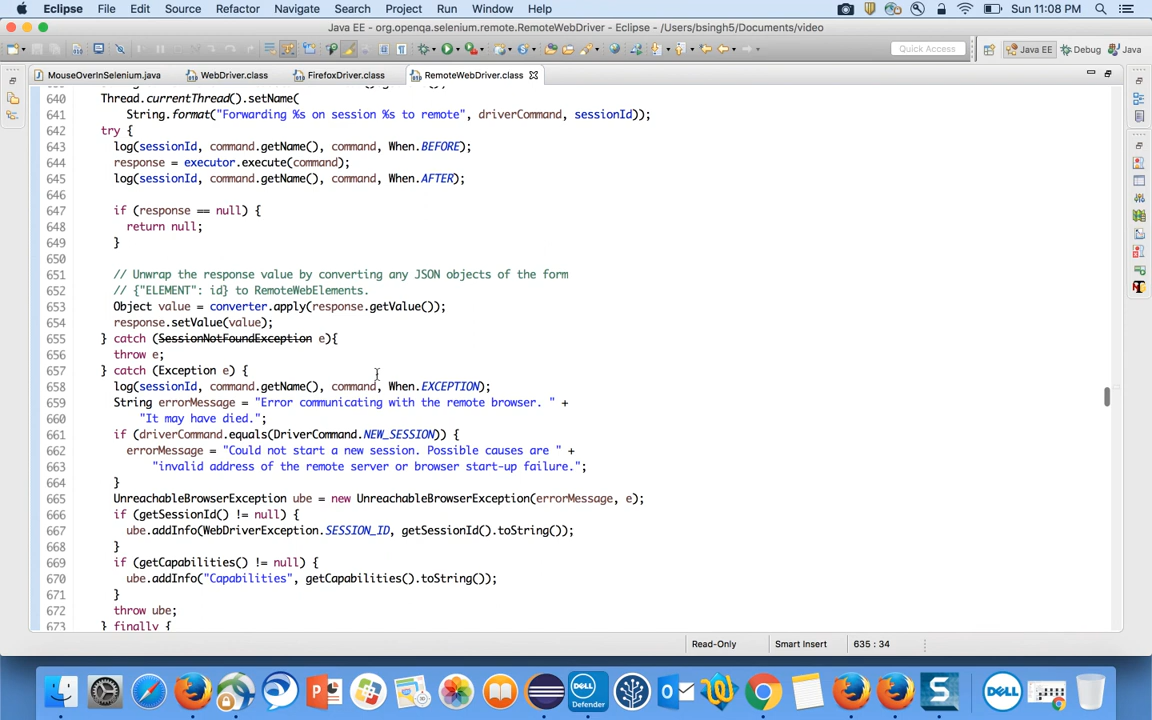 Eclipse File Edit Source Refactor Navigate Search Project Run Window Help Sun 11:08 PM
Java EE - org.openqa.selenium.remote.RemoteWebDriver - Eclipse - /Users/bsingh5/Documents/video
Quick Access Java EE Debug Java
MouseOverInSelenium.java WebDriver.class FirefoxDriver.class RemoteWebDriver.class
640 Thread.currentThread().setName(
641 String.format("Forwarding %s on session %s to remote", driverCommand, sessionId));
642 try {
643 log(sessionId, command.getName(), command, When.BEFORE);
644 response = executor.execute(command);
645 log(sessionId, command.getName(), command, When.AFTER);
646
647 if (response == null) {
648 return null;
649 }
650
651 // Unwrap the response value by converting any JSON objects of the form
652 // {"ELEMENT": id} to RemoteWebElements.
653 Object value = converter.apply(response.getValue());
654 response.setValue(value);
655 } catch (SessionNotFoundException e){
656 throw e;
657 } catch (Exception e) {
658 log(sessionId, command.getName(), command, When.EXCEPTION);
659 String errorMessage = "Error communicating with the remote browser. " +
660 "It may have died.";
661 if (driverCommand.equals(DriverCommand.NEW_SESSION)) {
662 errorMessage = "Could not start a new session. Possible causes are " +
663 "invalid address of the remote server or browser start-up failure.";
664 }
665 UnreachableBrowserException ube = new UnreachableBrowserException(errorMessage, e);
666 if (getSessionId() != null) {
667 ube.addInfo(WebDriverException.SESSION_ID, getSessionId().toString());
668 }
669 if (getCapabilities() != null) {
670 ube.addInfo("Capabilities", getCapabilities().toString());
671 }
672 throw ube;
673 } finally {
Read-Only Smart Insert 635 : 34
DELL Defender DELL